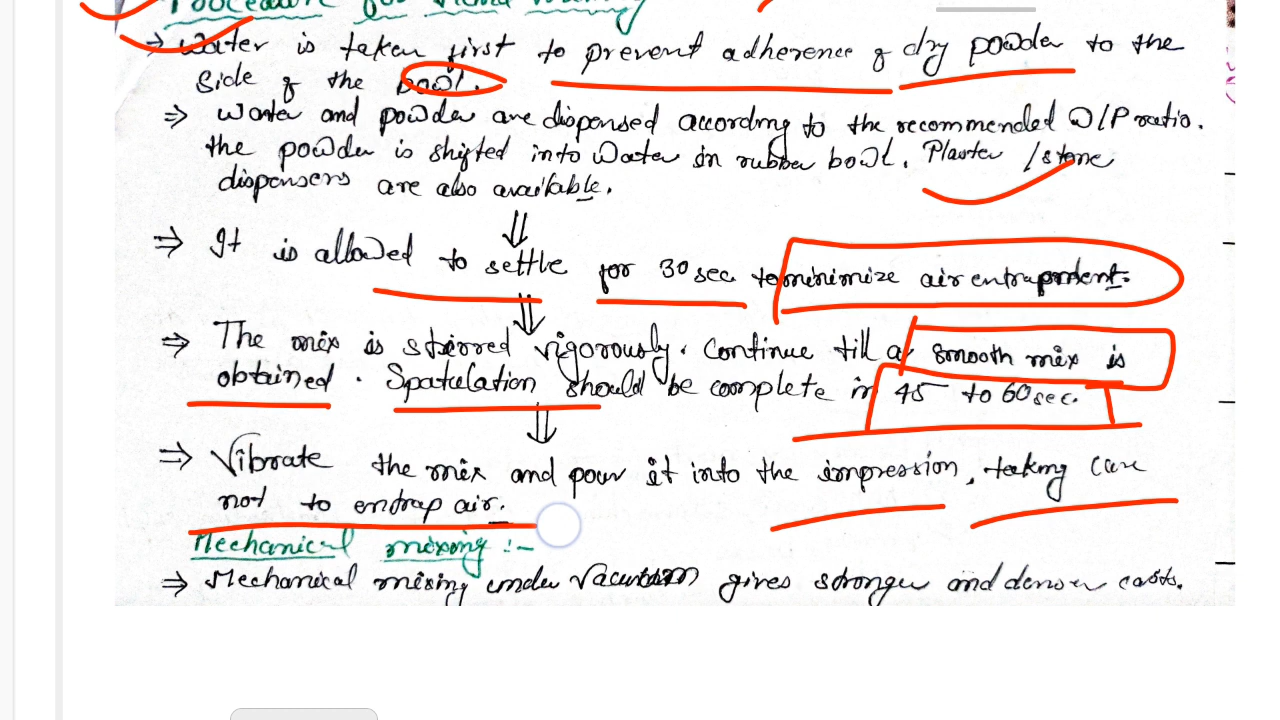 Procedure for Hand mixing
→ Water is taken first to prevent adherence of dry powder to the
side of the bowl.
⇒ Water and powder are dispensed according to the recommended W/P ratio.
the powder is shifted into water in rubber bowl. Plaster / stone
dispensers are also available.
⇓
⇒ It is allowed to settle for 30 sec to minimize air entrapment.
⇓
⇒ The mix is stirred vigorously. Continue till a smooth mix is
obtained. Spatulation should be complete in 45 to 60 sec.
⇓
⇒ Vibrate the mix and pour it into the impression, taking care
not to entrap air.
Mechanical mixing :-
⇒ Mechanical mixing under vacuum gives stronger and denser casts.